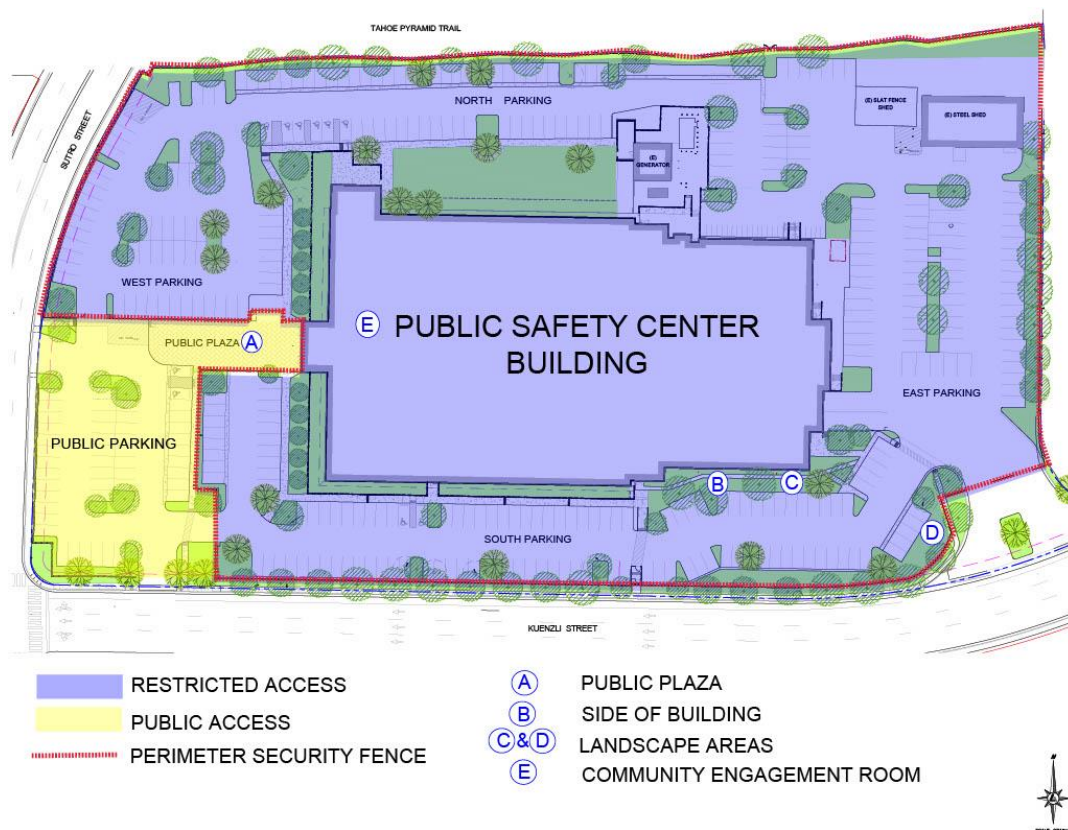 TAHOE PYRAMID TRAIL
NORTH PARKING
(E) SLAT FENCE
SHED
(E) STEEL SHED
SUTRO STREET
(E)
GENERATOR
WEST PARKING
PUBLIC PLAZA A
E PUBLIC SAFETY CENTER
BUILDING
EAST PARKING
PUBLIC PARKING
B
C
D
SOUTH PARKING
KUENZLI STREET
RESTRICTED ACCESS
PUBLIC ACCESS
PERIMETER SECURITY FENCE
A PUBLIC PLAZA
B SIDE OF BUILDING
C&D LANDSCAPE AREAS
E COMMUNITY ENGAGEMENT ROOM